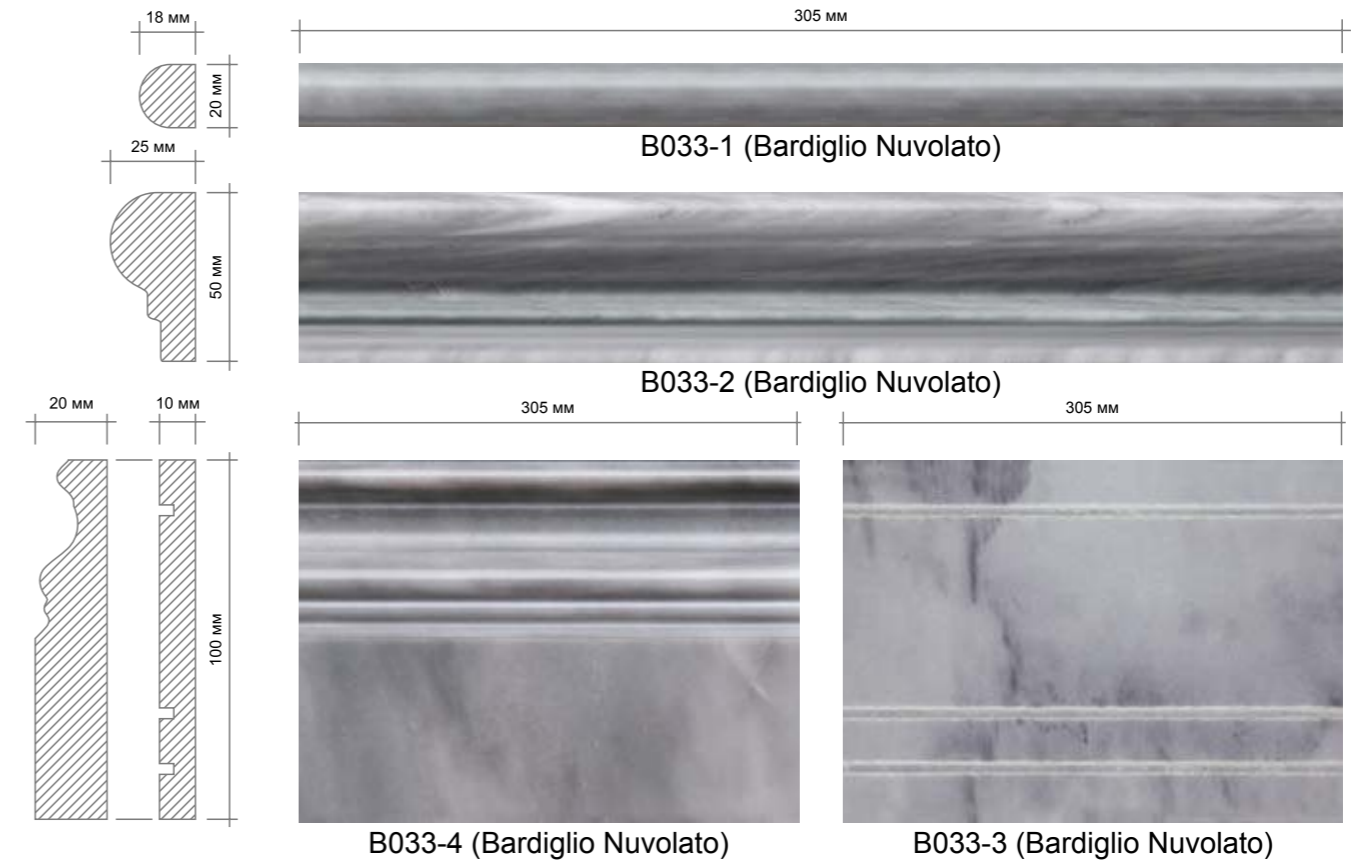 18 мм
305 мм
20 мм
B033-1 (Bardiglio Nuvolato)
25 мм
50 мм
B033-2 (Bardiglio Nuvolato)
20 мм
10 мм
305 мм
305 мм
100 мм
B033-4 (Bardiglio Nuvolato)
B033-3 (Bardiglio Nuvolato)